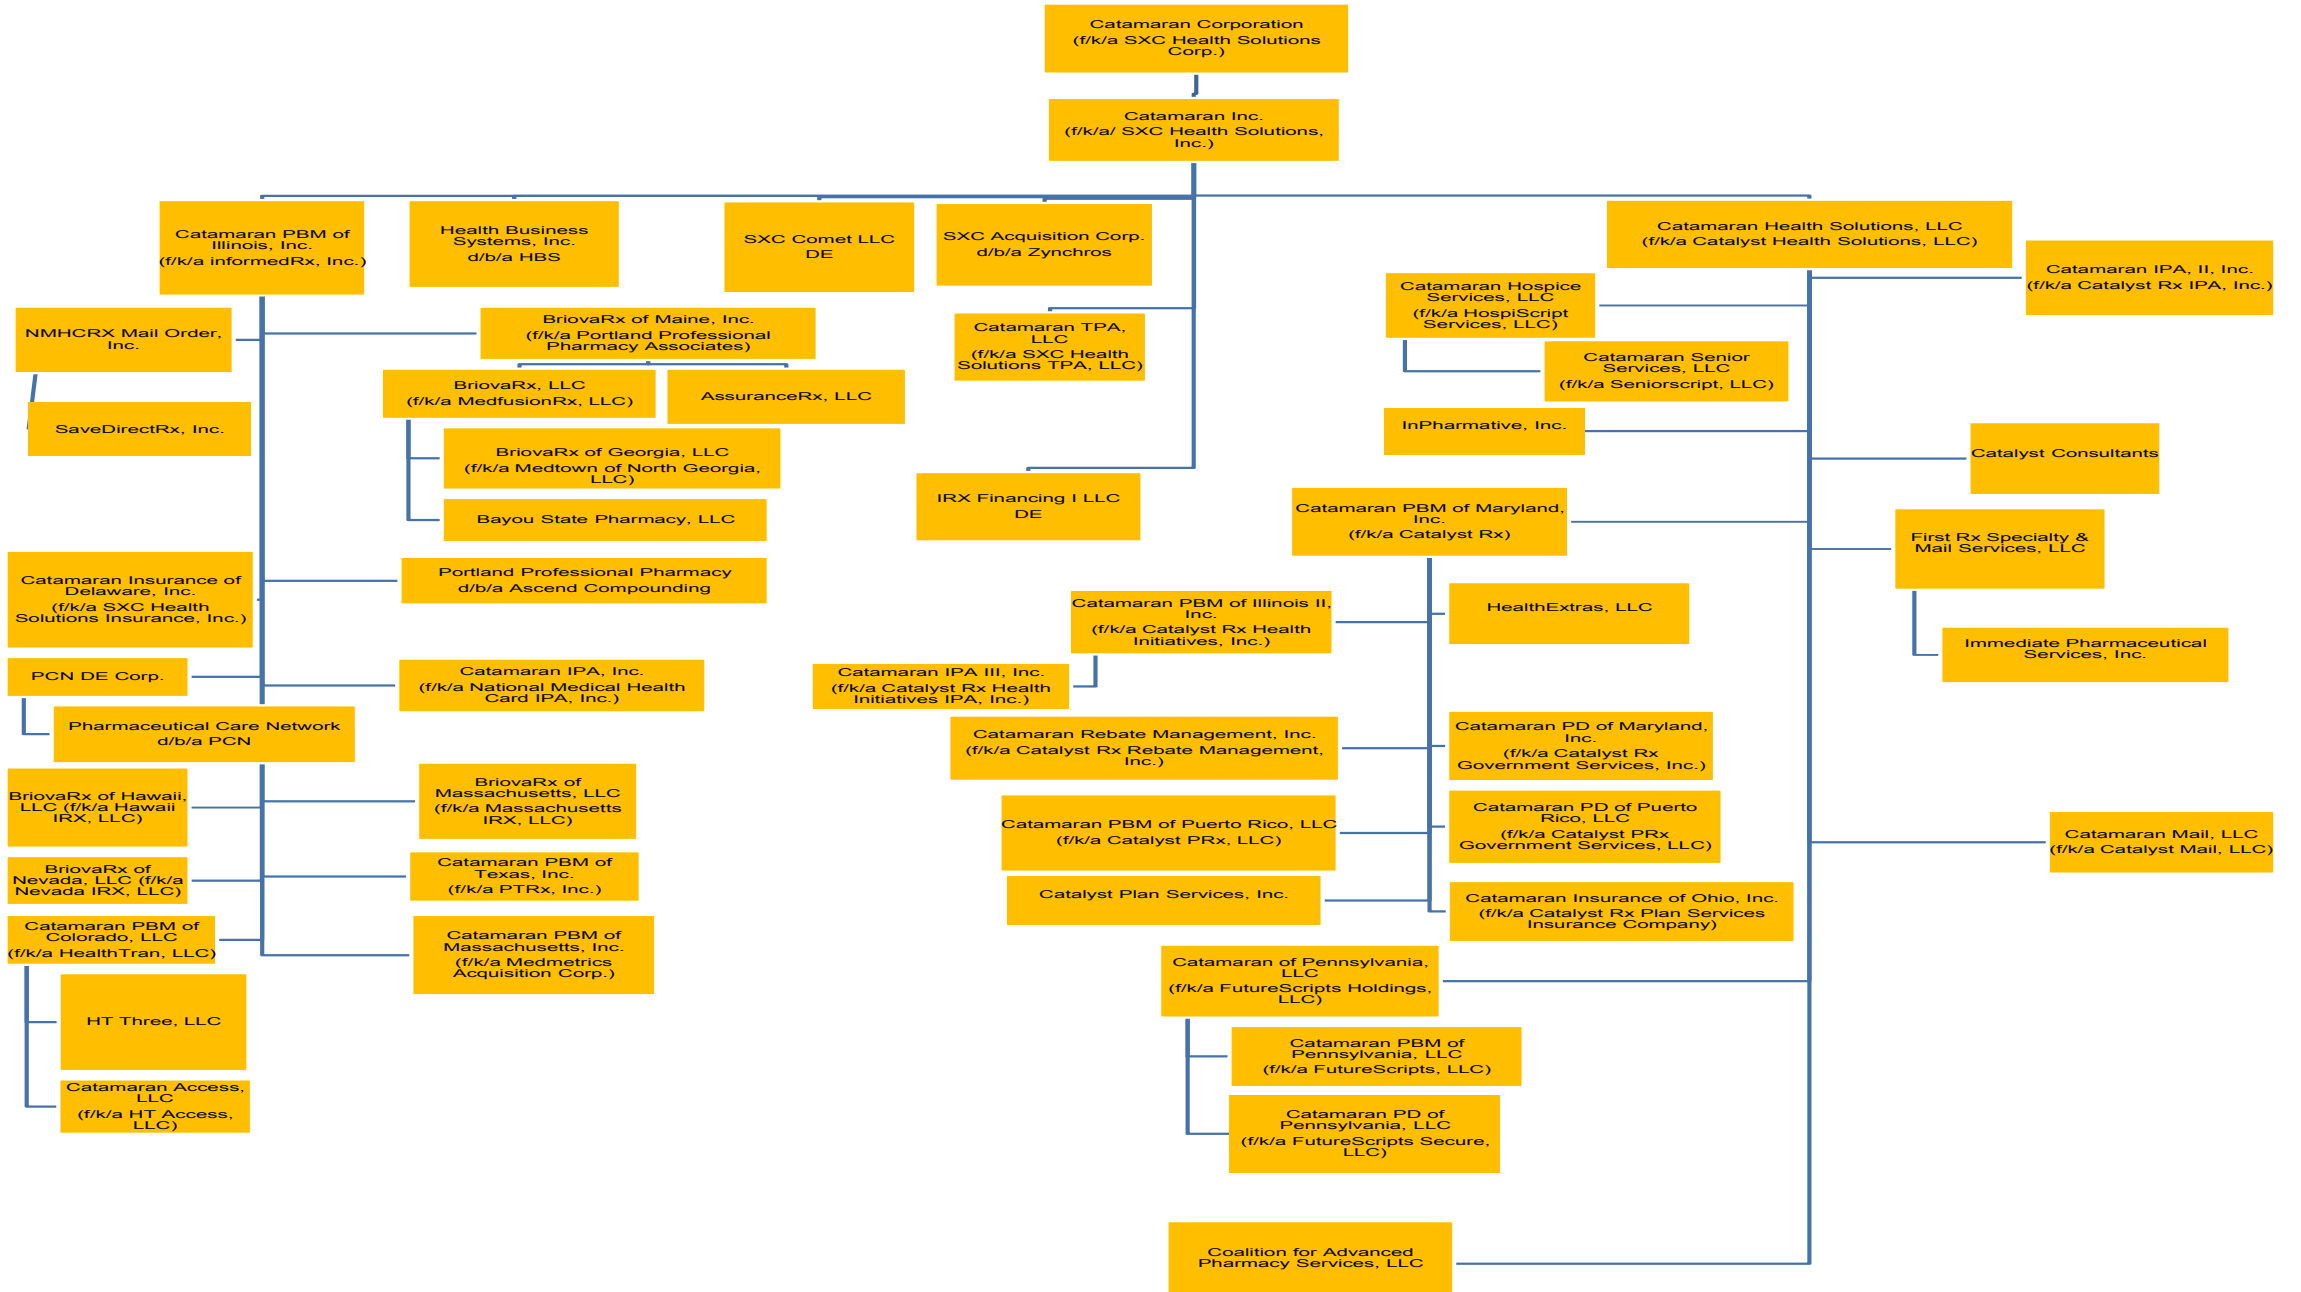 Catamaran Corporation
(f/k/a SXC Health Solutions
Corp.)
Catamaran Inc.
(f/k/a/ SXC Health Solutions,
Inc.)
Catamaran PBM of
Illinois, Inc.
(f/k/a informedRx, Inc.)
Health Business
Systems, Inc.
d/b/a HBS
SXC Comet LLC
DE
SXC Acquisition Corp.
d/b/a Zynchros
Catamaran Health Solutions, LLC
(f/k/a Catalyst Health Solutions, LLC)
Catamaran IPA, II, Inc.
(f/k/a Catalyst Rx IPA, Inc.)
NMHCRX Mail Order,
Inc.
SaveDirectRx, Inc.
BriovaRx of Maine, Inc.
(f/k/a Portland Professional
Pharmacy Associates)
BriovaRx, LLC
(f/k/a MedfusionRx, LLC)
AssuranceRx, LLC
BriovaRx of Georgia, LLC
(f/k/a Medtown of North Georgia,
LLC)
Bayou State Pharmacy, LLC
Catamaran TPA,
LLC
(f/k/a SXC Health
Solutions TPA, LLC)
IRX Financing I LLC
DE
Catamaran Hospice
Services, LLC
(f/k/a HospiScript
Services, LLC)
Catamaran Senior
Services, LLC
(f/k/a Seniorscript, LLC)
InPharmative, Inc.
Catalyst Consultants
Catamaran PBM of Maryland,
Inc.
(f/k/a Catalyst Rx)
First Rx Specialty &
Mail Services, LLC
Immediate Pharmaceutical
Services, Inc.
Catamaran Insurance of
Delaware, Inc.
(f/k/a SXC Health
Solutions Insurance, Inc.)
Portland Professional Pharmacy
d/b/a Ascend Compounding
PCN DE Corp.
Catamaran IPA, Inc.
(f/k/a National Medical Health
Card IPA, Inc.)
Pharmaceutical Care Network
d/b/a PCN
Catamaran PBM of Illinois II,
Inc.
(f/k/a Catalyst Rx Health
Initiatives, Inc.)
HealthExtras, LLC
Catamaran IPA III, Inc.
(f/k/a Catalyst Rx Health
Initiatives IPA, Inc.)
Catamaran Rebate Management, Inc.
(f/k/a Catalyst Rx Rebate Management,
Inc.)
Catamaran PD of Maryland,
Inc.
(f/k/a Catalyst Rx
Government Services, Inc.)
BriovaRx of Hawaii,
LLC (f/k/a Hawaii
IRX, LLC)
BriovaRx of
Massachusetts, LLC
(f/k/a Massachusetts
IRX, LLC)
Catamaran PBM of Puerto Rico, LLC
(f/k/a Catalyst PRx, LLC)
Catamaran PD of Puerto
Rico, LLC
(f/k/a Catalyst PRx
Government Services, LLC)
Catamaran Mail, LLC
(f/k/a Catalyst Mail, LLC)
BriovaRx of
Nevada, LLC (f/k/a
Nevada IRX, LLC)
Catamaran PBM of
Texas, Inc.
(f/k/a PTRx, Inc.)
Catalyst Plan Services, Inc.
Catamaran Insurance of Ohio, Inc.
(f/k/a Catalyst Rx Plan Services
Insurance Company)
Catamaran PBM of
Colorado, LLC
(f/k/a HealthTran, LLC)
Catamaran PBM of
Massachusetts, Inc.
(f/k/a Medmetrics
Acquisition Corp.)
HT Three, LLC
Catamaran Access,
LLC
(f/k/a HT Access,
LLC)
Catamaran of Pennsylvania,
LLC
(f/k/a FutureScripts Holdings,
LLC)
Catamaran PBM of
Pennsylvania, LLC
(f/k/a FutureScripts, LLC)
Catamaran PD of
Pennsylvania, LLC
(f/k/a FutureScripts Secure,
LLC)
Coalition for Advanced
Pharmacy Services, LLC